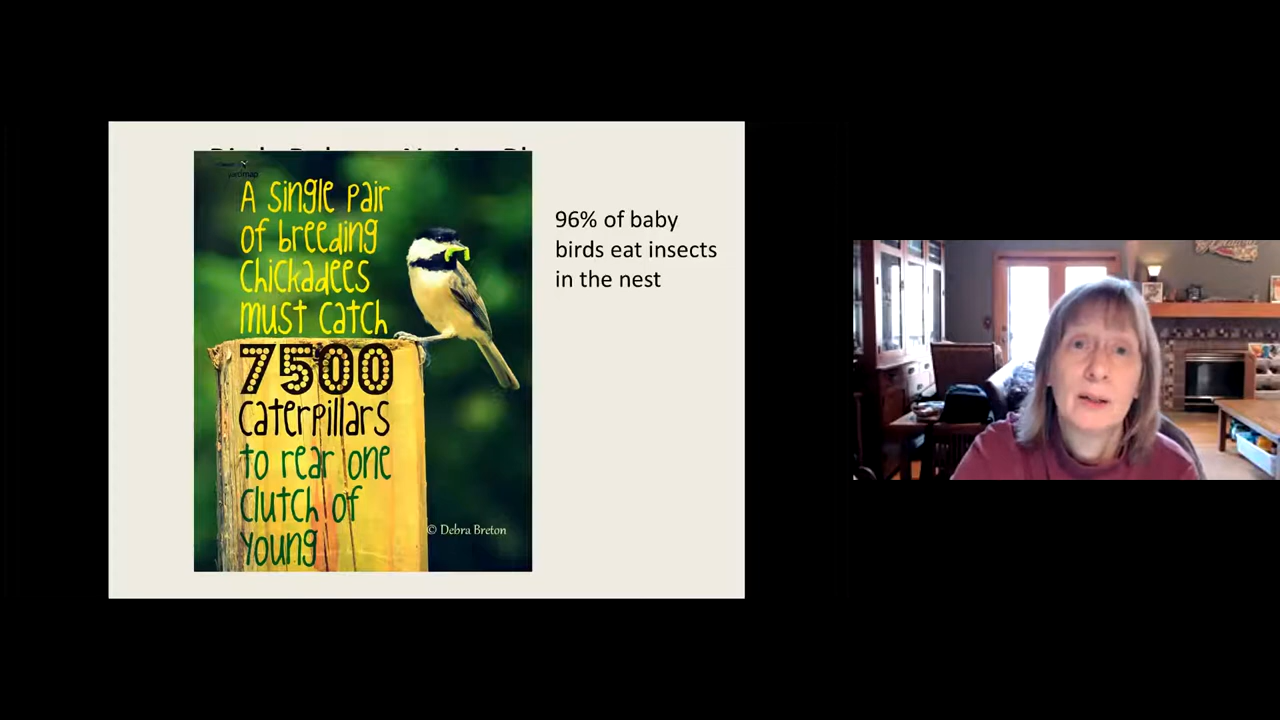 yardmap
A single pair
of breeding
chickadees
must catch
7500
caterpillars
to rear one
clutch of
young
© Debra Breton
96% of baby
birds eat insects
in the nest